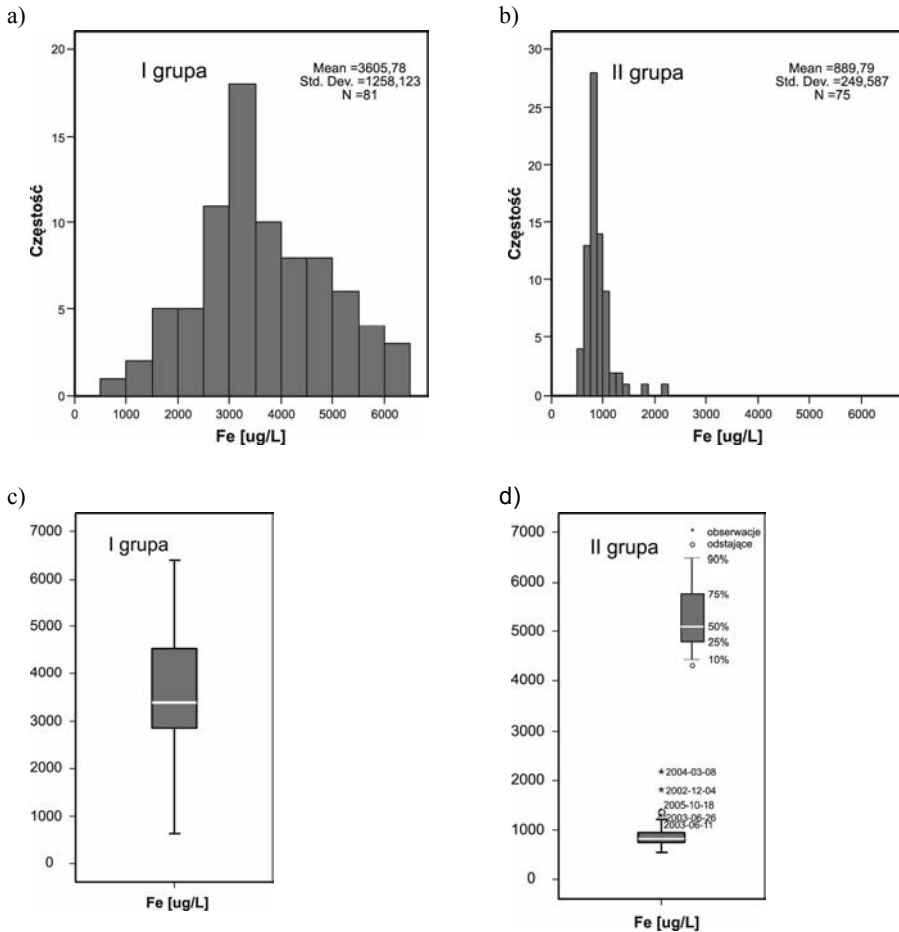 a)
I grupa
Mean =3605,78
Std. Dev. =1258,123
N =81
20
15
10
5
0
Częstość
0 1000 2000 3000 4000 5000 6000
Fe [ug/L]
b)
II grupa
Mean =889,79
Std. Dev. =249,587
N =75
30
25
20
15
10
5
0
Częstość
0 1000 2000 3000 4000 5000 6000
Fe [ug/L]
c)
I grupa
7000
6000
5000
4000
3000
2000
1000
0
Fe [ug/L]
d)
II grupa
* obserwacje
o odstające
90%
75%
50%
25%
10%
7000
6000
5000
4000
3000
2000
1000
0
*2004-03-08
*2002-12-04
2005-10-18
2003-06-26
2003-06-11
Fe [ug/L]